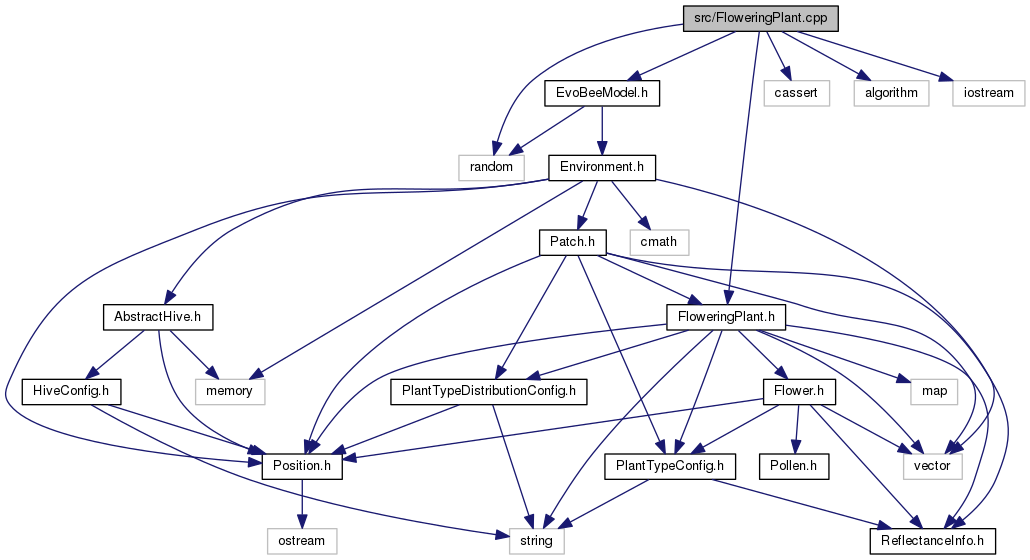 src/FloweringPlant.cpp
EvoBeeModel.h
cassert
algorithm
iostream
random
Environment.h
Patch.h
cmath
AbstractHive.h
FloweringPlant.h
HiveConfig.h
memory
PlantTypeDistributionConfig.h
Flower.h
map
Position.h
PlantTypeConfig.h
Pollen.h
vector
ostream
string
ReflectanceInfo.h